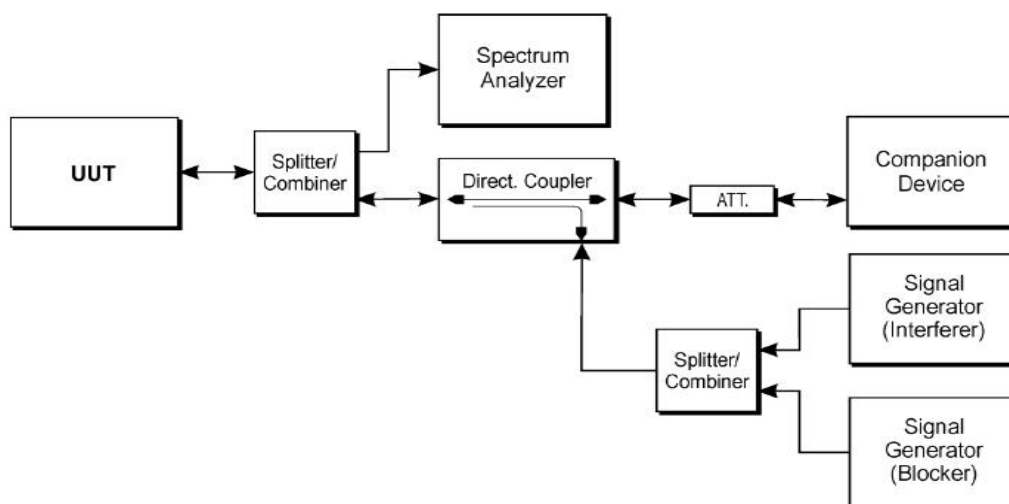 Spectrum
Analyzer
UUT
Splitter/
Combiner
Direct. Coupler
ATT.
Companion
Device
Signal
Generator
(Interferer)
Splitter/
Combiner
Signal
Generator
(Blocker)